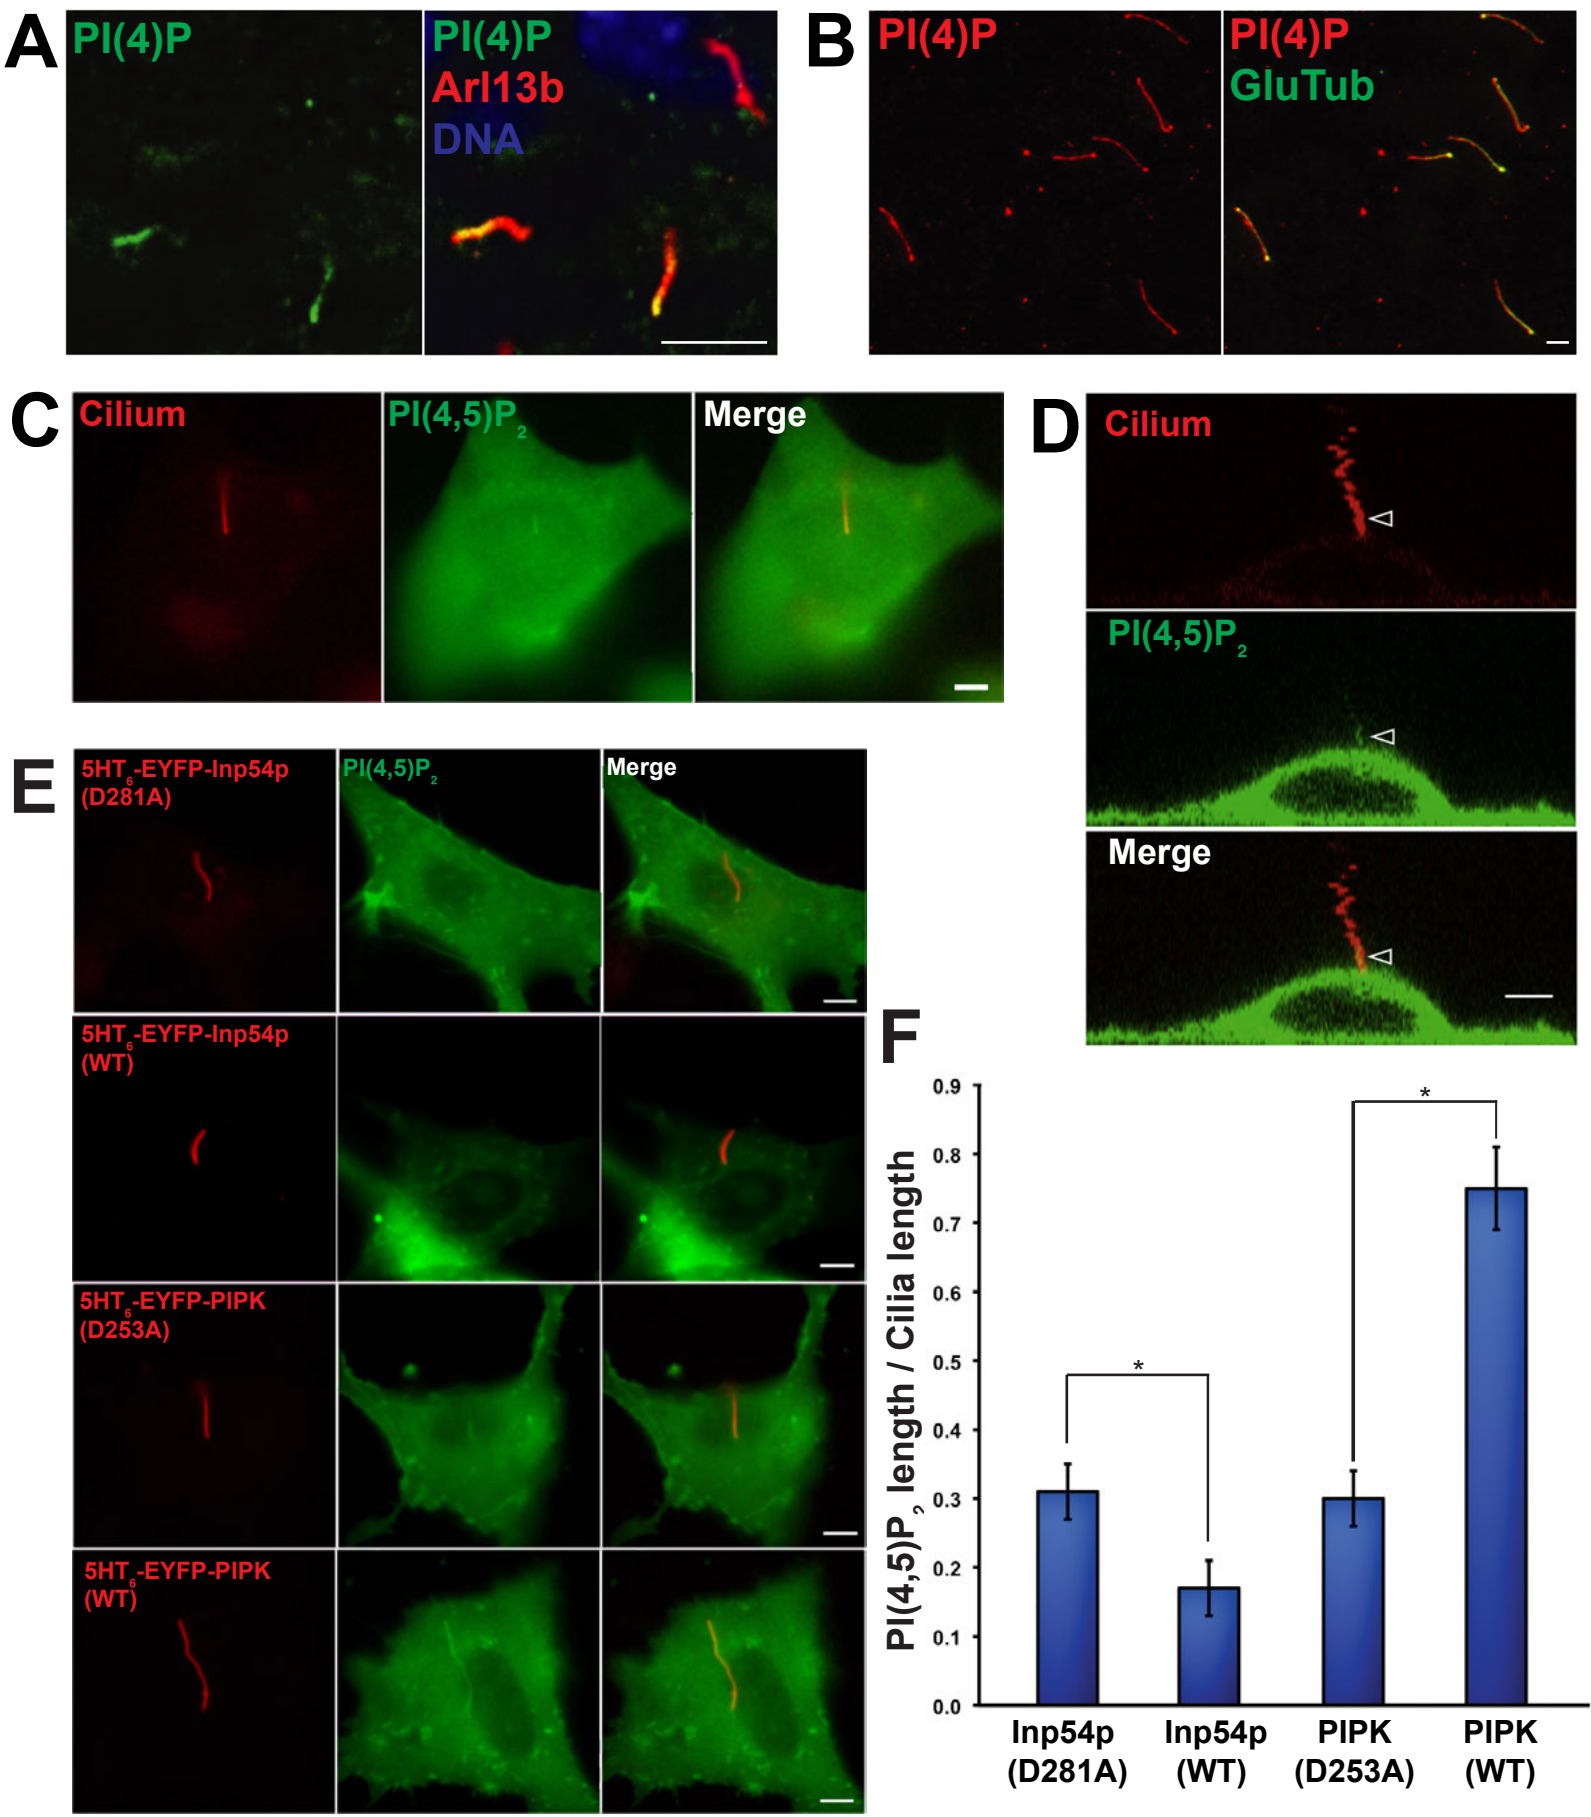 A
PI(4)P
PI(4)P
Arl13b
DNA
B
PI(4)P
PI(4)P
GluTub
C
Cilium
PI(4,5)P2
Merge
D
Cilium
PI(4,5)P2
Merge
E
5HT6-EYFP-Inp54p
(D281A)
PI(4,5)P2
Merge
5HT6-EYFP-Inp54p
(WT)
5HT6-EYFP-PIPK
(D253A)
5HT6-EYFP-PIPK
(WT)
F
PI(4,5)P2 length / Cilia length
0.9
0.8
0.7
0.6
0.5
0.4
0.3
0.2
0.1
0.0
*
*
Inp54p
(D281A)
Inp54p
(WT)
PIPK
(D253A)
PIPK
(WT)